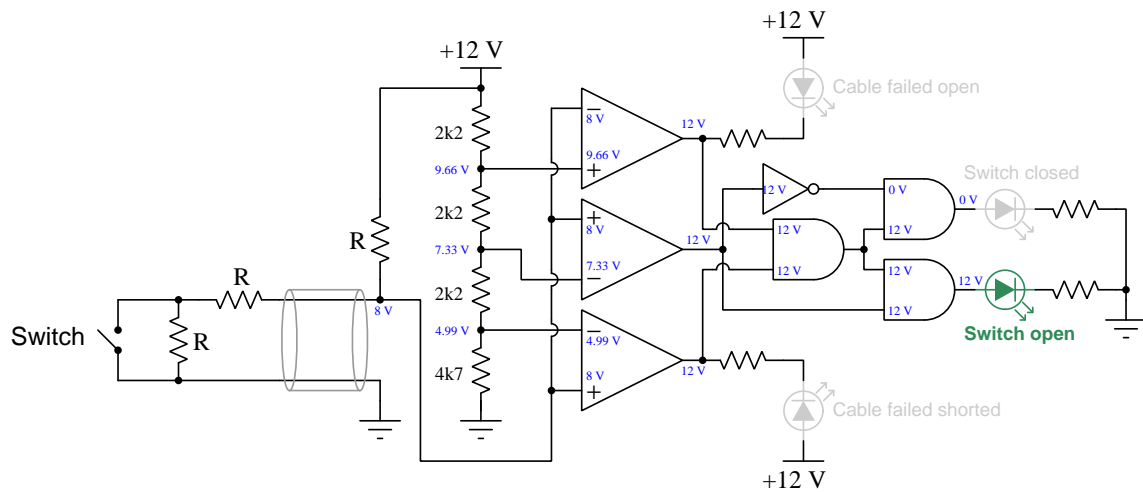 +12 V
+12 V
Cable failed open
2k2
8 V
12 V
9.66 V
9.66 V
Switch closed
12 V
0 V
0 V
2k2
12 V
12 V
R
8 V
12 V
7.33 V
7.33 V
R
12 V
12 V
12 V
2k2
8 V
12 V
Switch
R
4.99 V
4.99 V
Switch open
4k7
8 V
12 V
Cable failed shorted
+12 V